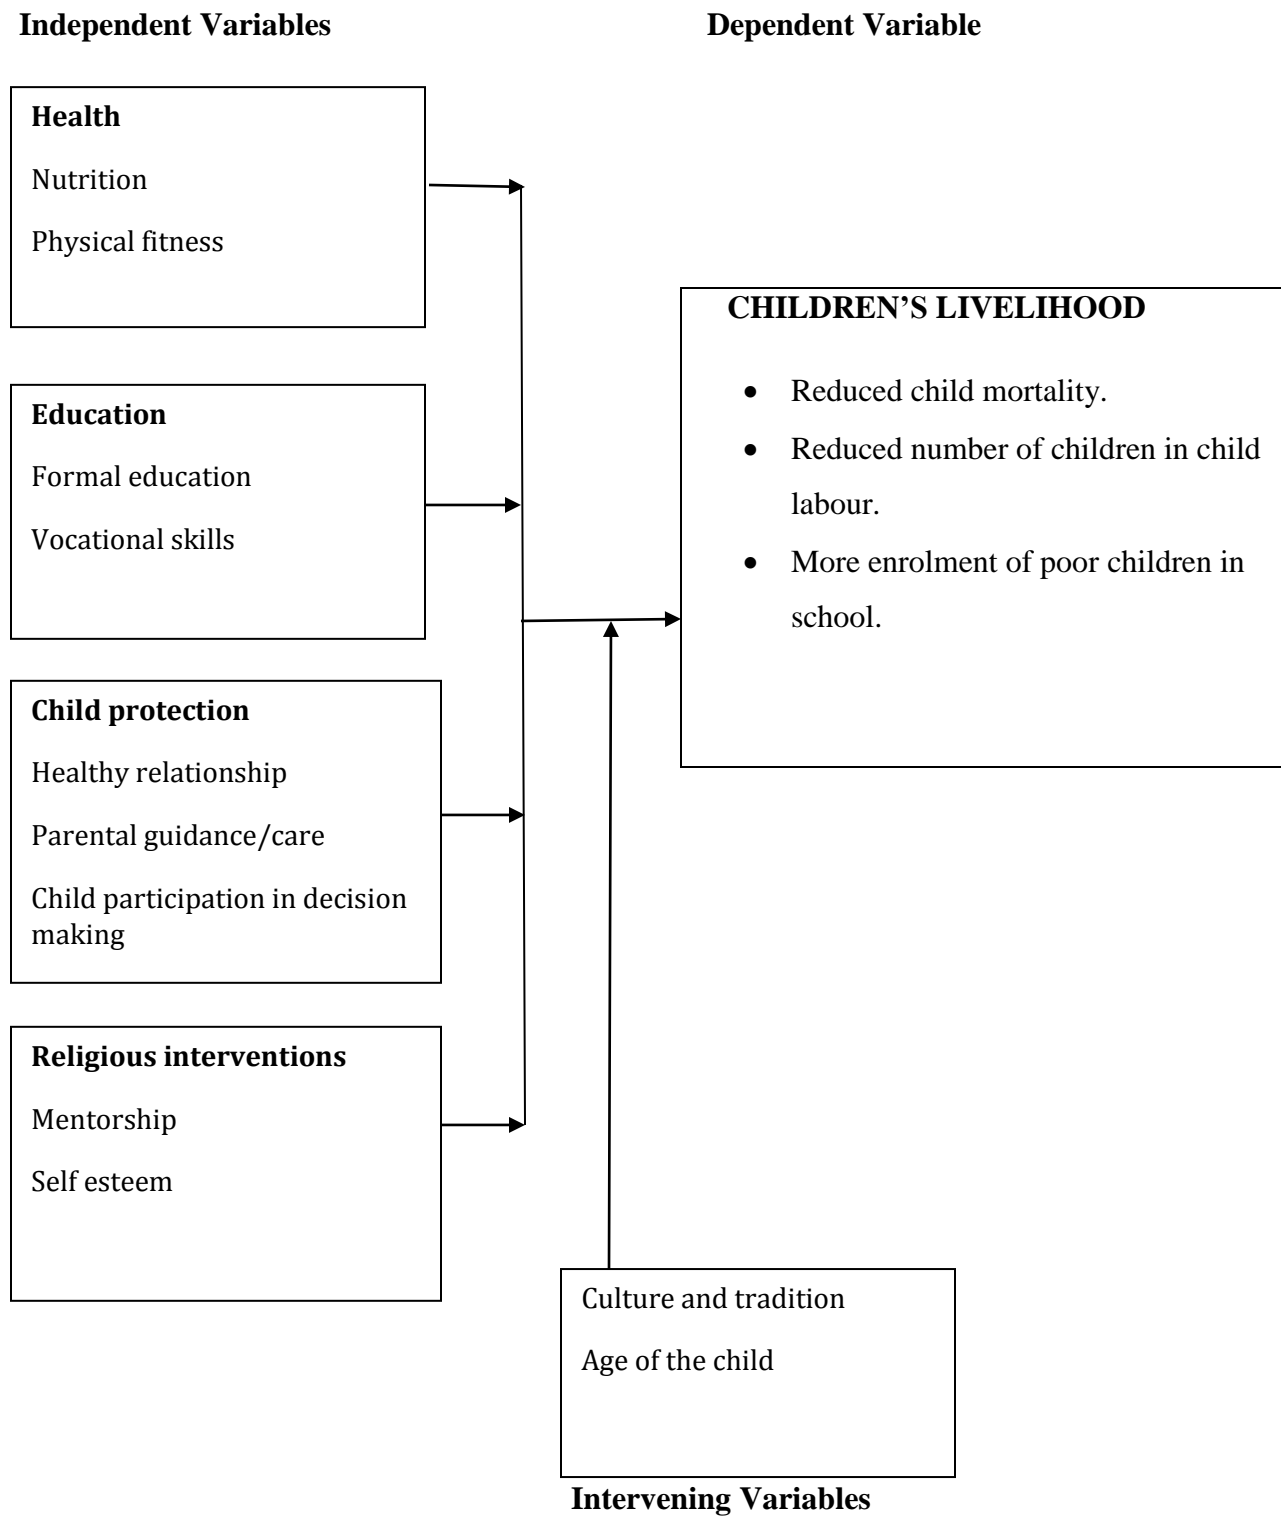 Independent Variables
Dependent Variable
Health
Nutrition
Physical fitness
Education
Formal education
Vocational skills
Child protection
Healthy relationship
Parental guidance/care
Child participation in decision
making
Religious interventions
Mentorship
Self esteem
CHILDREN’S LIVELIHOOD
• Reduced child mortality.
• Reduced number of children in child
labour.
• More enrolment of poor children in
school.
Culture and tradition
Age of the child
Intervening Variables